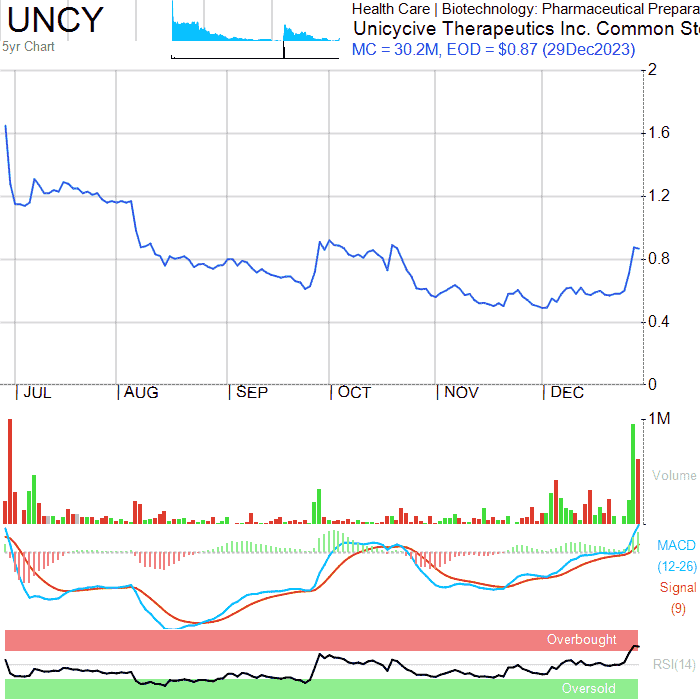 UNCY
5yr Chart
Health Care | Biotechnology: Pharmaceutical Prepara
Unicycive Therapeutics Inc. Common Sto
MC = 30.2M, EOD = $0.87 (29Dec2023)
2
1.6
1.2
0.8
0.4
0
| JUL | AUG | SEP | OCT | NOV | DEC
1M
Volume
MACD
(12-26)
Signal
(9)
Overbought
RSI(14)
Oversold